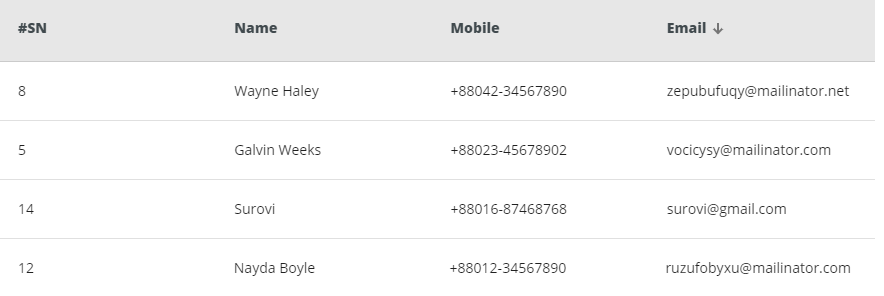 #SN Name Mobile Email ↓
8 Wayne Haley +88042-34567890 zepubufuqy@mailinator.net
5 Galvin Weeks +88023-45678902 vocicysy@mailinator.com
14 Surovi +88016-87468768 surovi@gmail.com
12 Nayda Boyle +88012-34567890 ruzufobyxu@mailinator.com